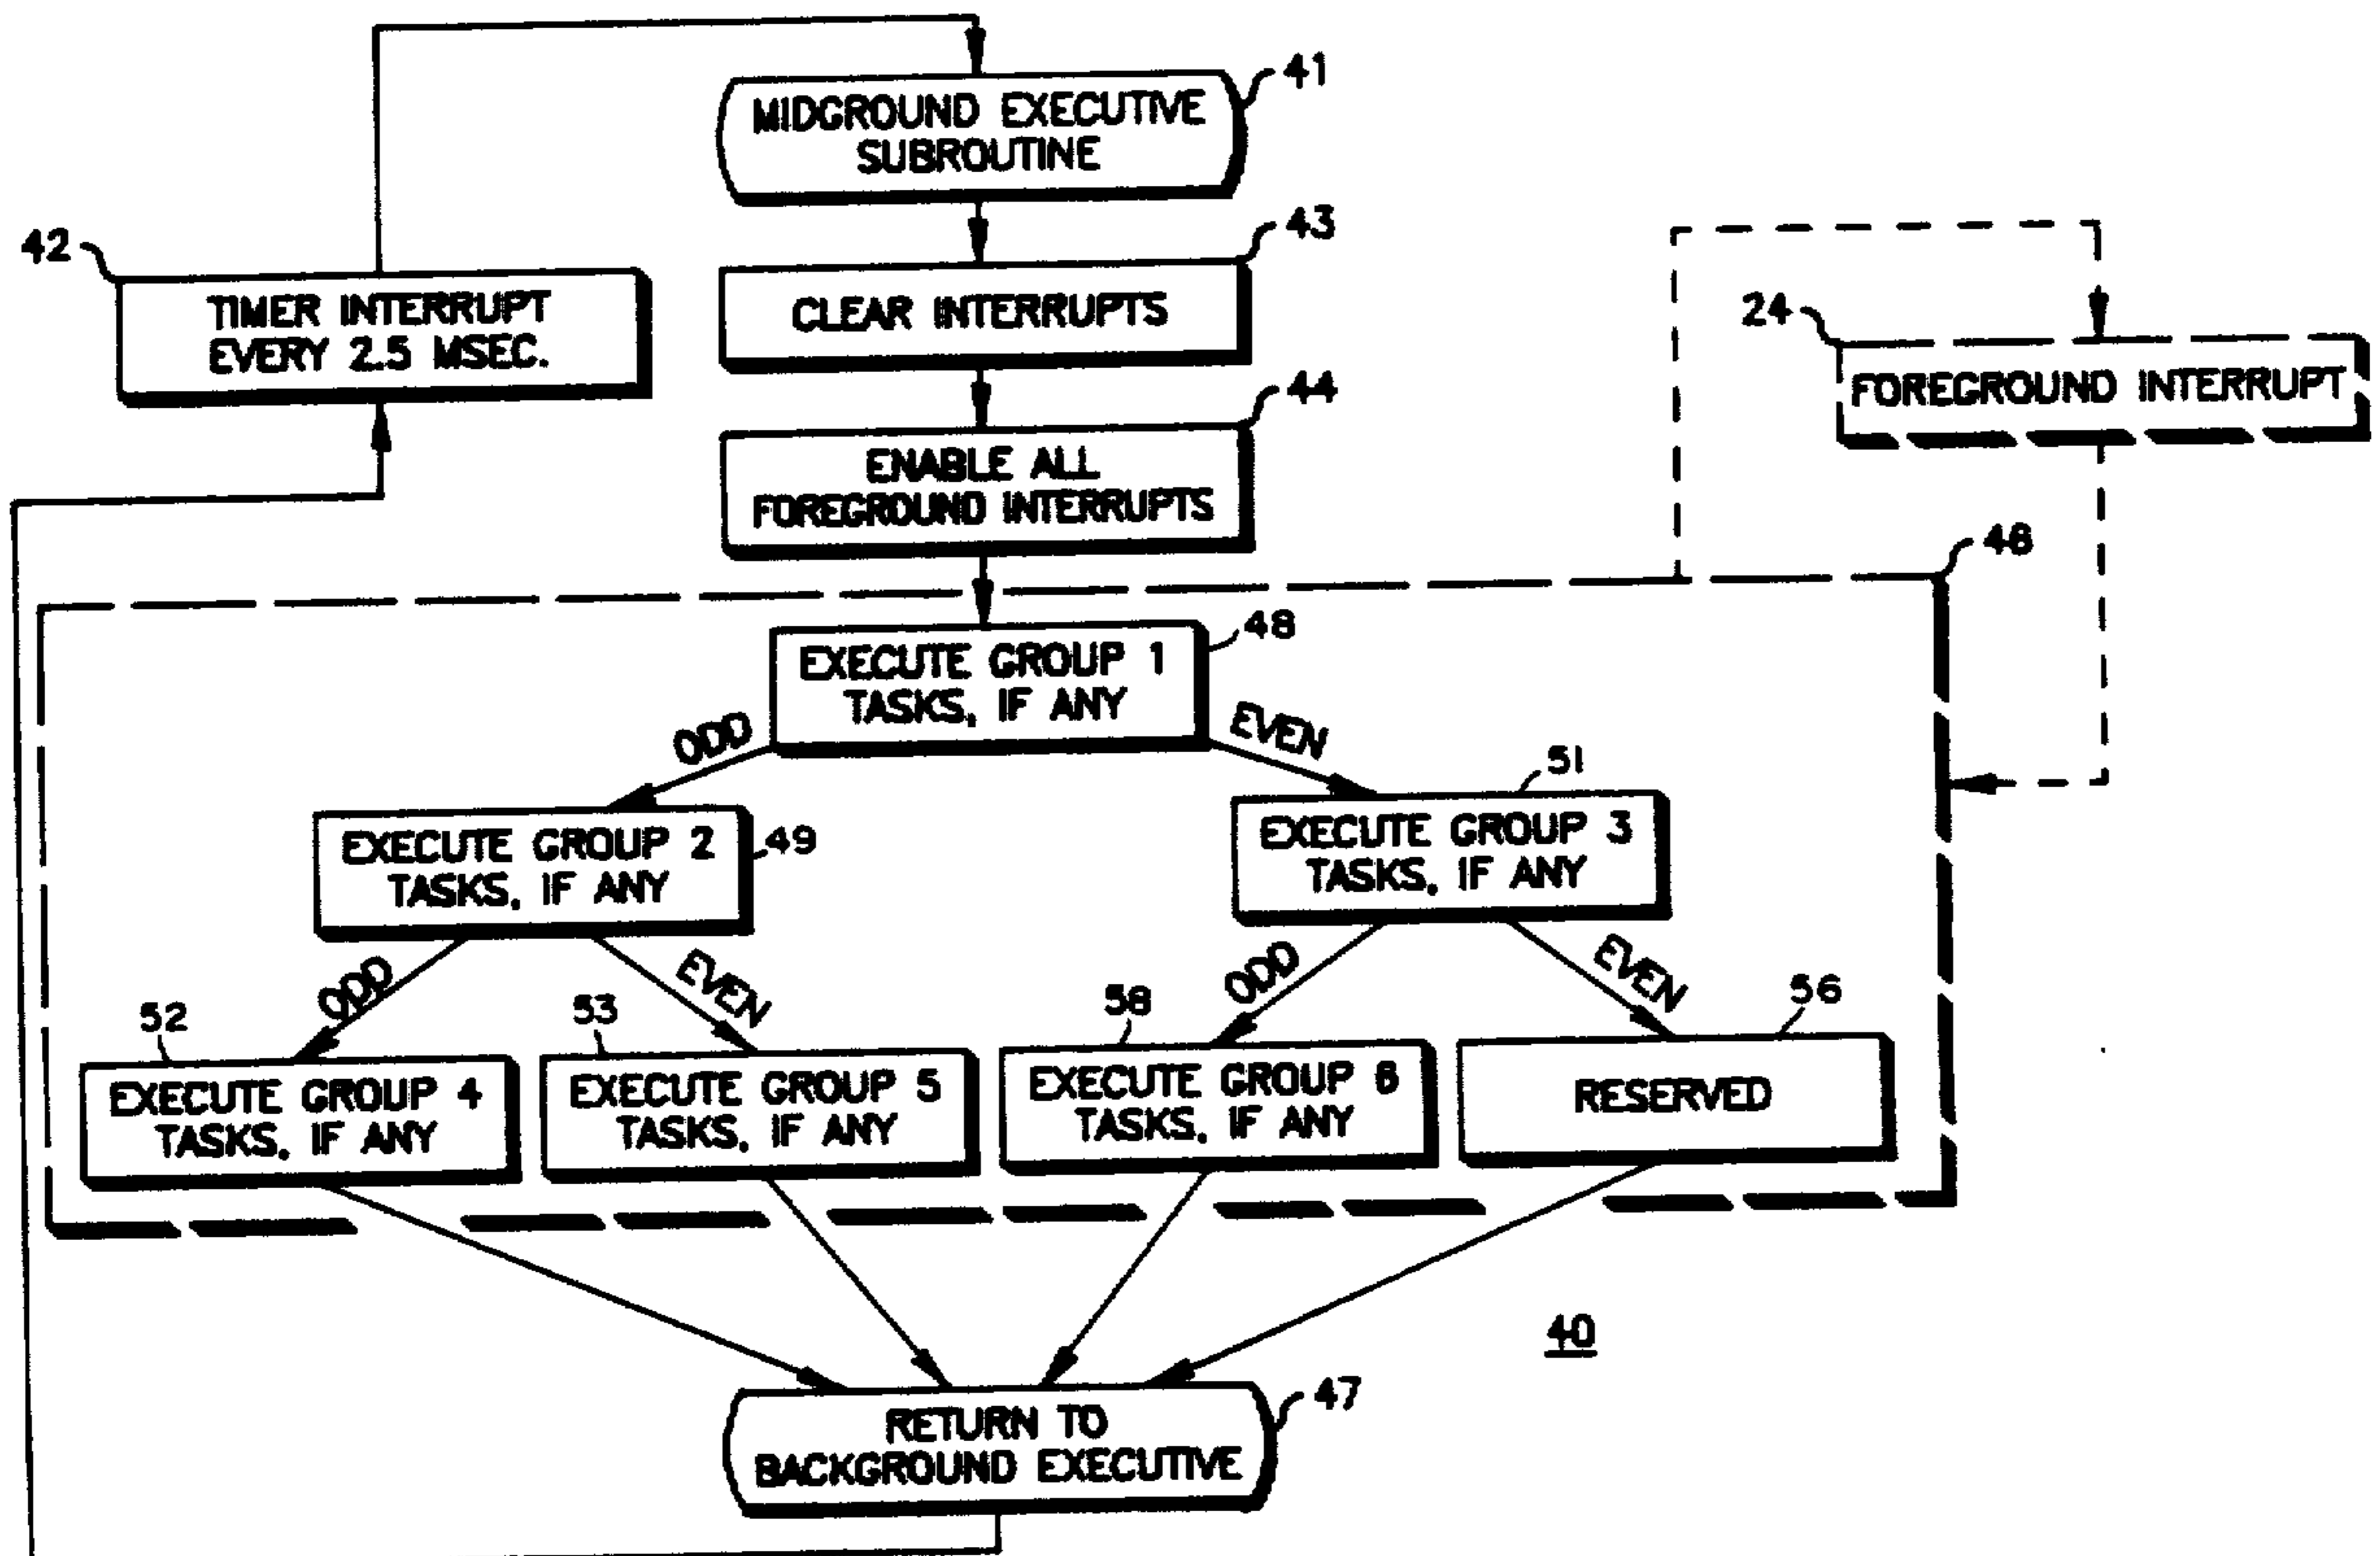 41
MIDGROUND EXECUTIVE
SUBROUTINE
42
TIMER INTERRUPT
EVERY 2.5 MSEC.
43
CLEAR INTERRUPTS
24
FOREGROUND INTERRUPT
44
ENABLE ALL
FOREGROUND INTERRUPTS
46
48
EXECUTE GROUP 1
TASKS, IF ANY
ODD
EVEN
49
EXECUTE GROUP 2
TASKS, IF ANY
51
EXECUTE GROUP 3
TASKS, IF ANY
ODD
EVEN
ODD
EVEN
52
EXECUTE GROUP 4
TASKS, IF ANY
53
EXECUTE GROUP 5
TASKS, IF ANY
58
EXECUTE GROUP 6
TASKS, IF ANY
56
RESERVED
40
47
RETURN TO
BACKGROUND EXECUTIVE